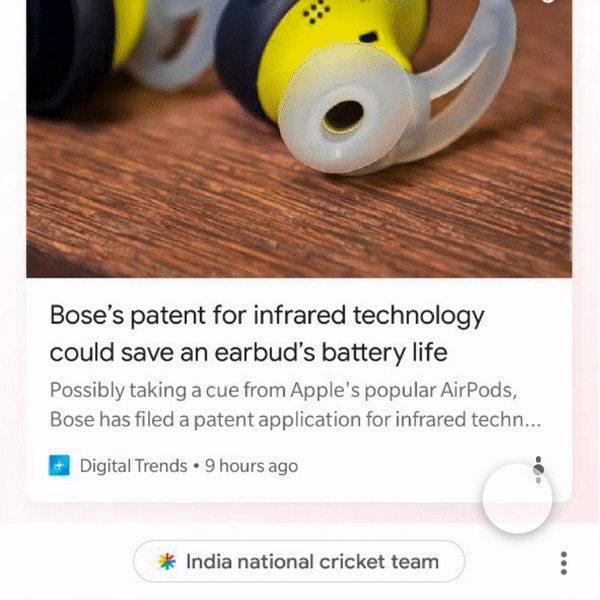 Bose’s patent for infrared technology
could save an earbud’s battery life
Possibly taking a cue from Apple's popular AirPods,
Bose has filed a patent application for infrared techn...
Digital Trends • 9 hours ago
India national cricket team